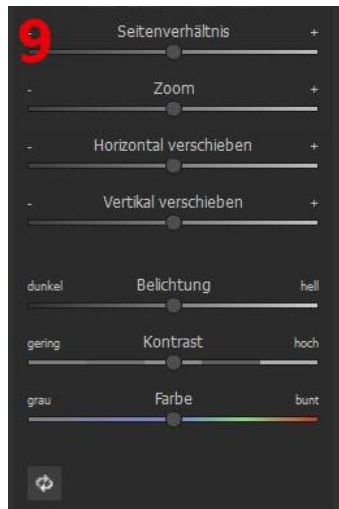 9
- Seitenverhältnis +
- Zoom +
- Horizontal verschieben +
- Vertikal verschieben +
dunkel Belichtung hell
gering Kontrast hoch
grau Farbe bunt